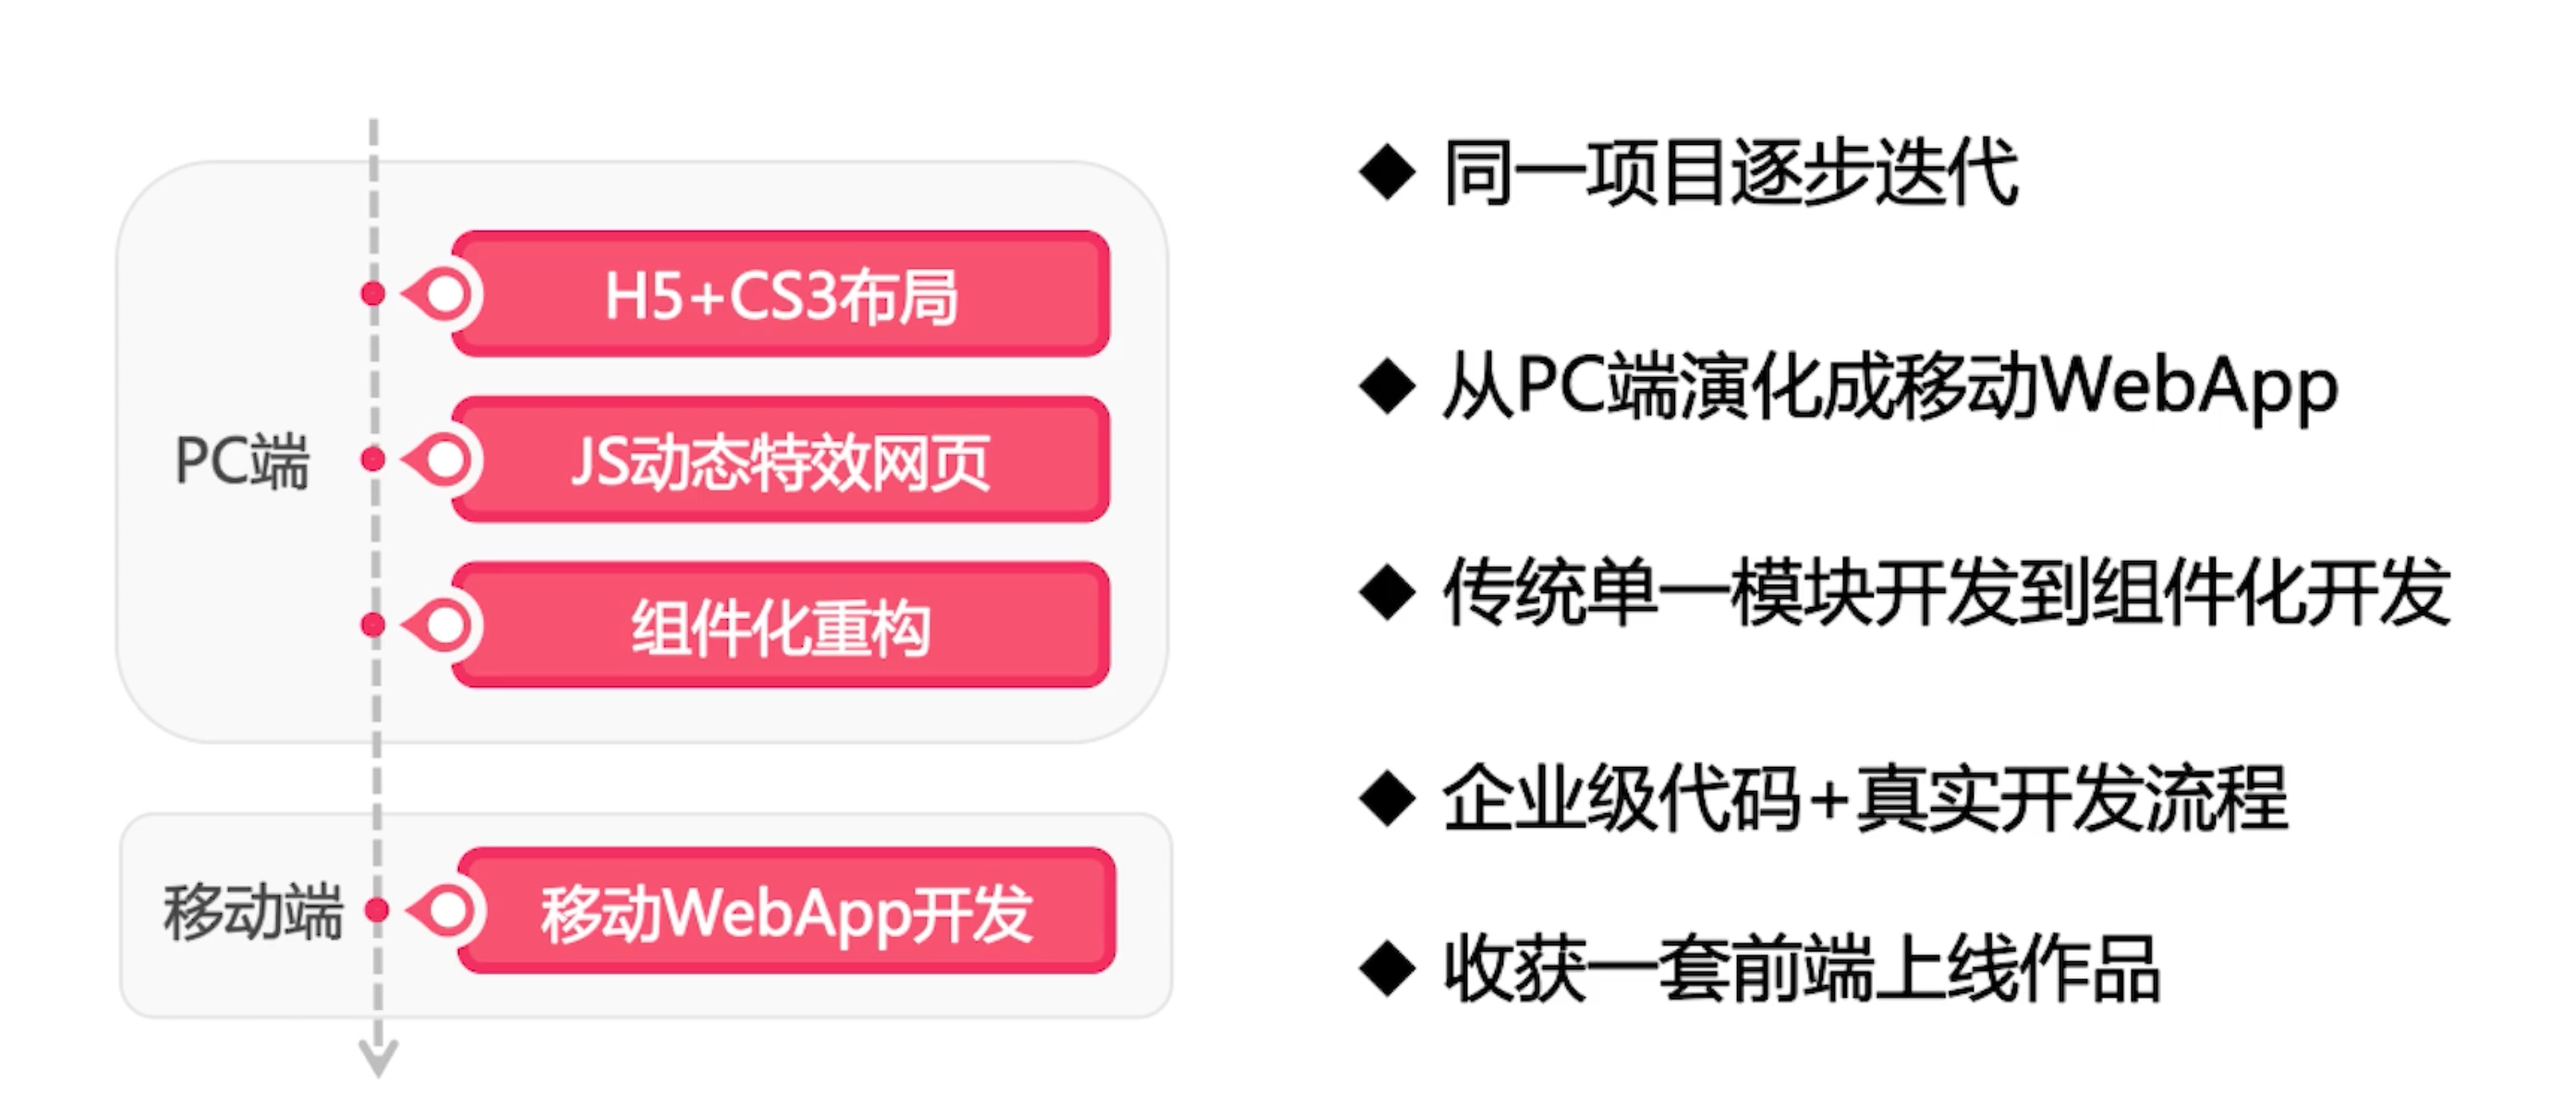 PC端
H5+CS3布局
JS动态特效网页
组件化重构
移动端
移动WebApp开发
◆ 同一项目逐步迭代
◆ 从PC端演化成移动WebApp
◆ 传统单一模块开发到组件化开发
◆ 企业级代码+真实开发流程
◆ 收获一套前端上线作品